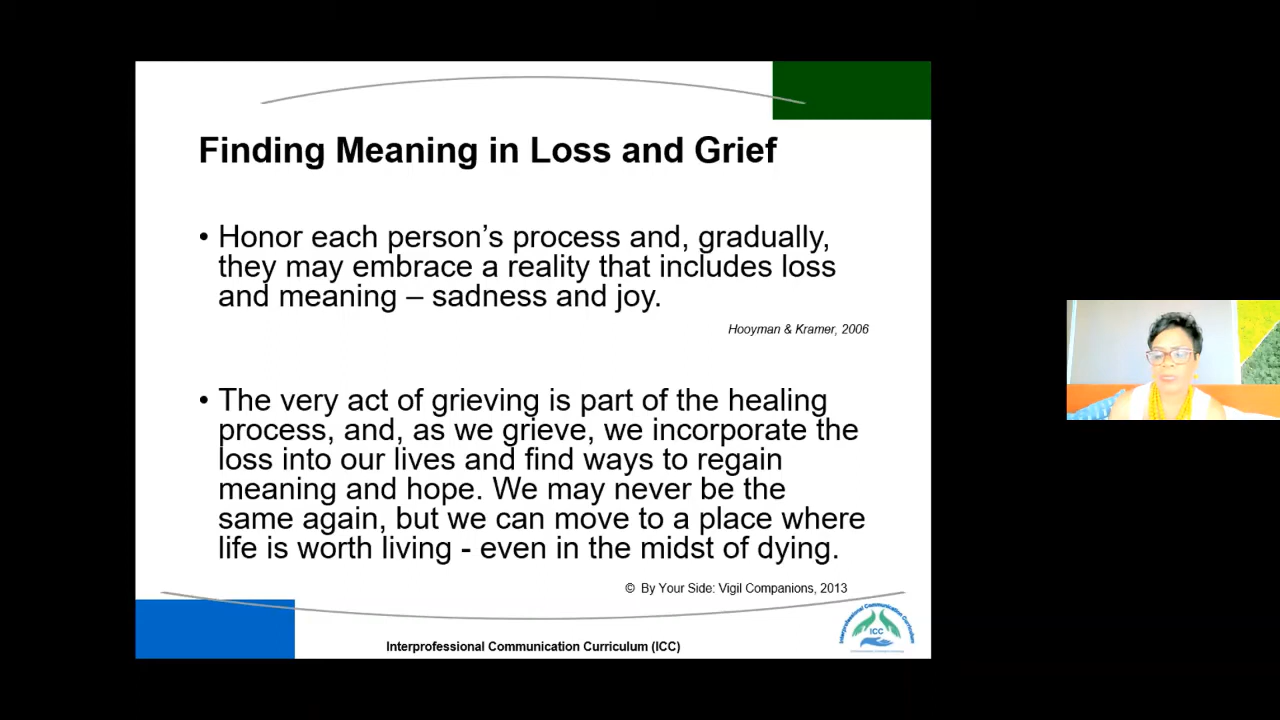 Finding Meaning in Loss and Grief
• Honor each person’s process and, gradually,
they may embrace a reality that includes loss
and meaning – sadness and joy.
Hooyman & Kramer, 2006
• The very act of grieving is part of the healing
process, and, as we grieve, we incorporate the
loss into our lives and find ways to regain
meaning and hope. We may never be the
same again, but we can move to a place where
life is worth living - even in the midst of dying.
© By Your Side: Vigil Companions, 2013
Interprofessional Communication Curriculum
ICC
Interprofessional Communication Curriculum (ICC)